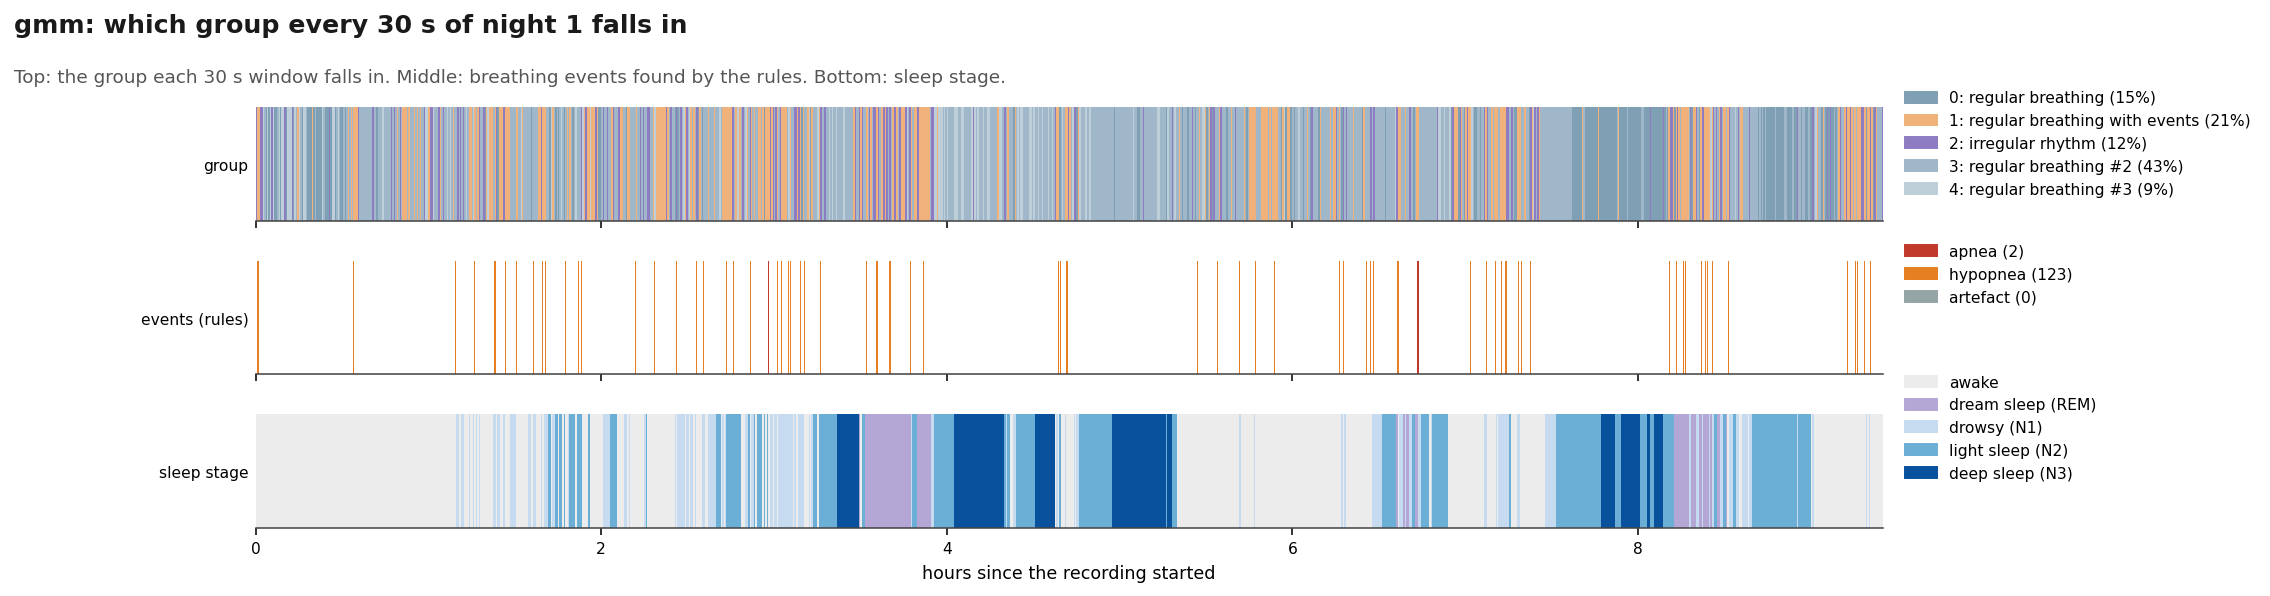 gmm: which group every 30 s of night 1 falls in
Top: the group each 30 s window falls in. Middle: breathing events found by the rules. Bottom: sleep stage.
group
0: regular breathing (15%)
1: regular breathing with events (21%)
2: irregular rhythm (12%)
3: regular breathing #2 (43%)
4: regular breathing #3 (9%)
events (rules)
apnea (2)
hypopnea (123)
artefact (0)
sleep stage
awake
dream sleep (REM)
drowsy (N1)
light sleep (N2)
deep sleep (N3)
0 2 4 6 8
hours since the recording started